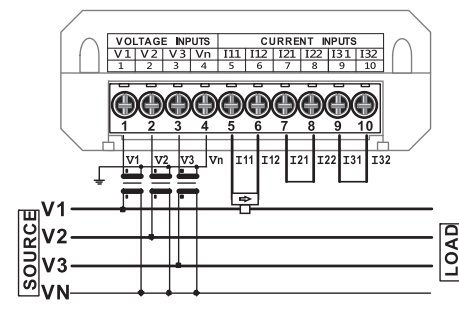 VOLTAGE INPUTS CURRENT INPUTS
V1 V2 V3 Vn I11 I12 I21 I22 I31 I32
1 2 3 4 5 6 7 8 9 10
1 2 3 4 5 6 7 8 9 10
V1 V2 V3 Vn I11 I12 I21 I22 I31 I32
SOURCE
V1
V2
V3
VN
LOAD